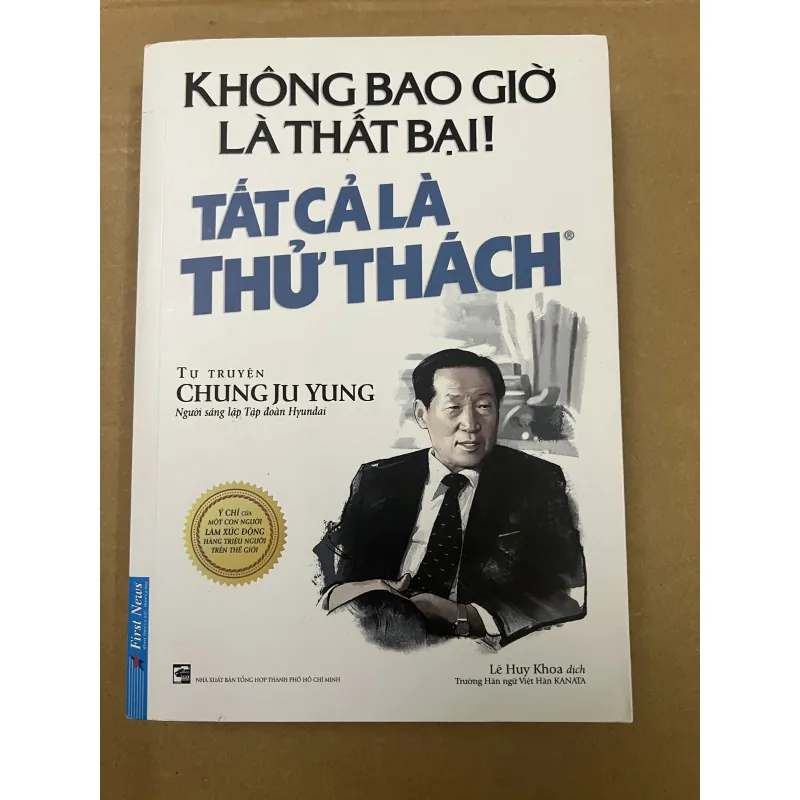 KHÔNG BAO GIỜ
LÀ THẤT BẠI!
TẤT CẢ LÀ
THỬ THÁCH®
TỰ TRUYỆN
CHUNG JU YUNG
Người sáng lập Tập đoàn Hyundai
Ý CHÍ CỦA
MỘT CON NGƯỜI
LÀM XÚC ĐỘNG
HÀNG TRIỆU NGƯỜI
TRÊN THẾ GIỚI
First News
NHÀ XUẤT BẢN TỔNG HỢP THÀNH PHỐ HỒ CHÍ MINH
Lê Huy Khoa dịch
Trường Hàn ngữ Việt Hàn KANATA